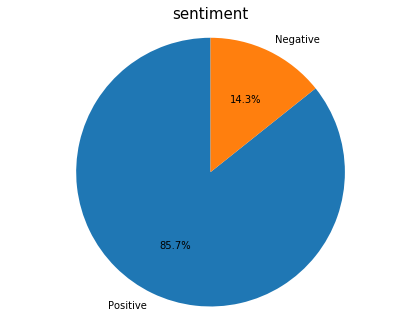 sentiment
Negative
14.3%
85.7%
Positive